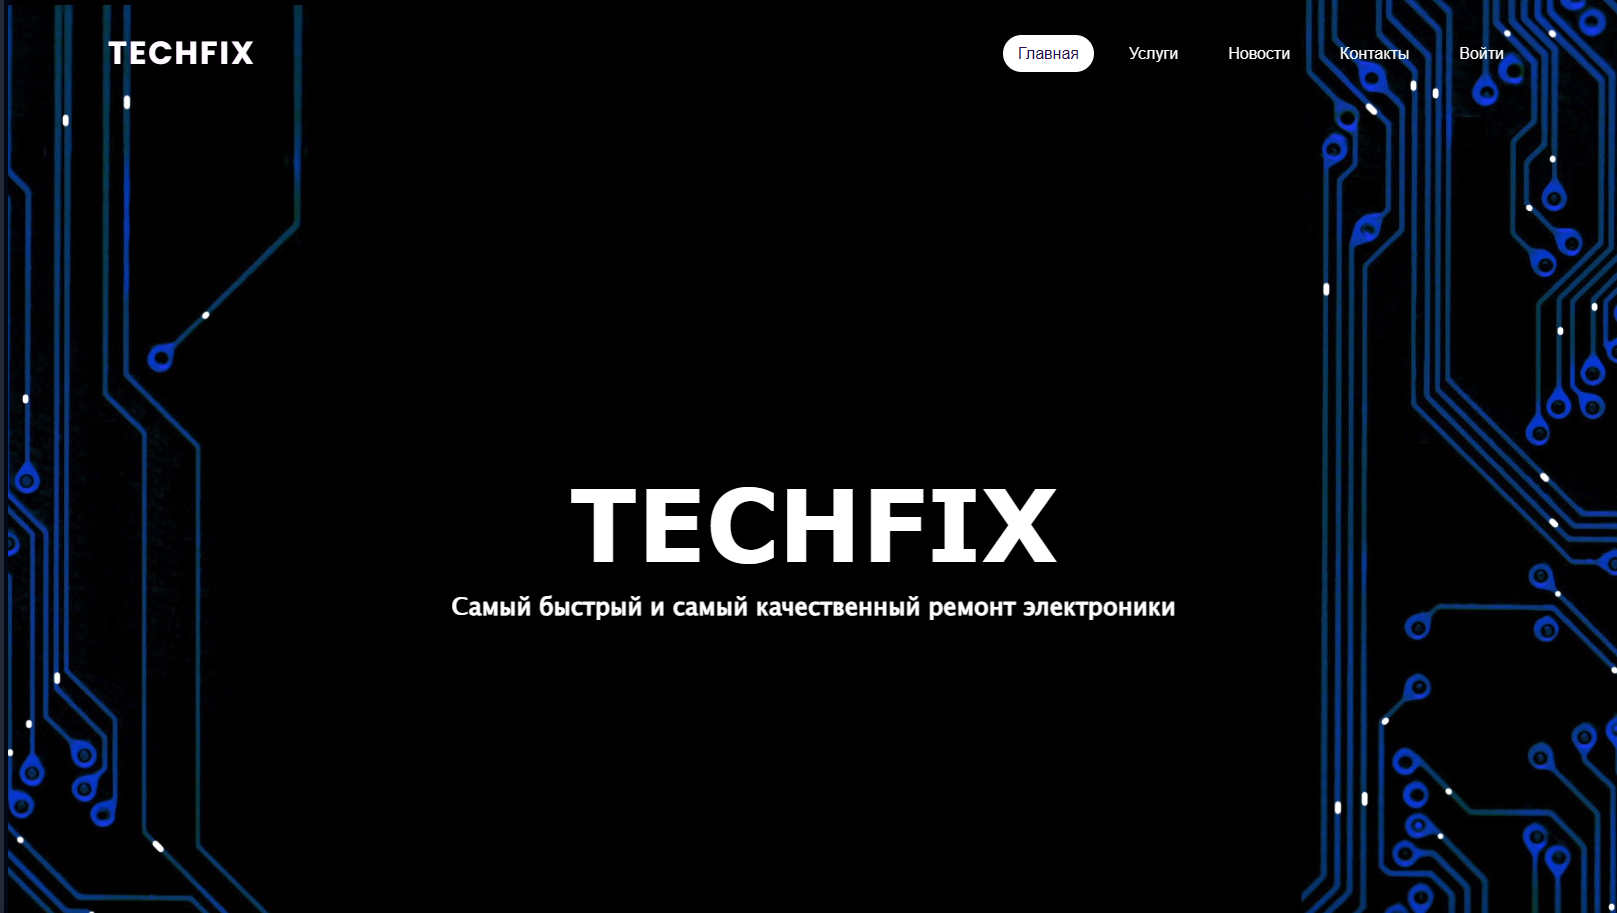 TECHFIX
Главная Услуги Новости Контакты Войти
TECHFIX
Самый быстрый и самый качественный ремонт электроники